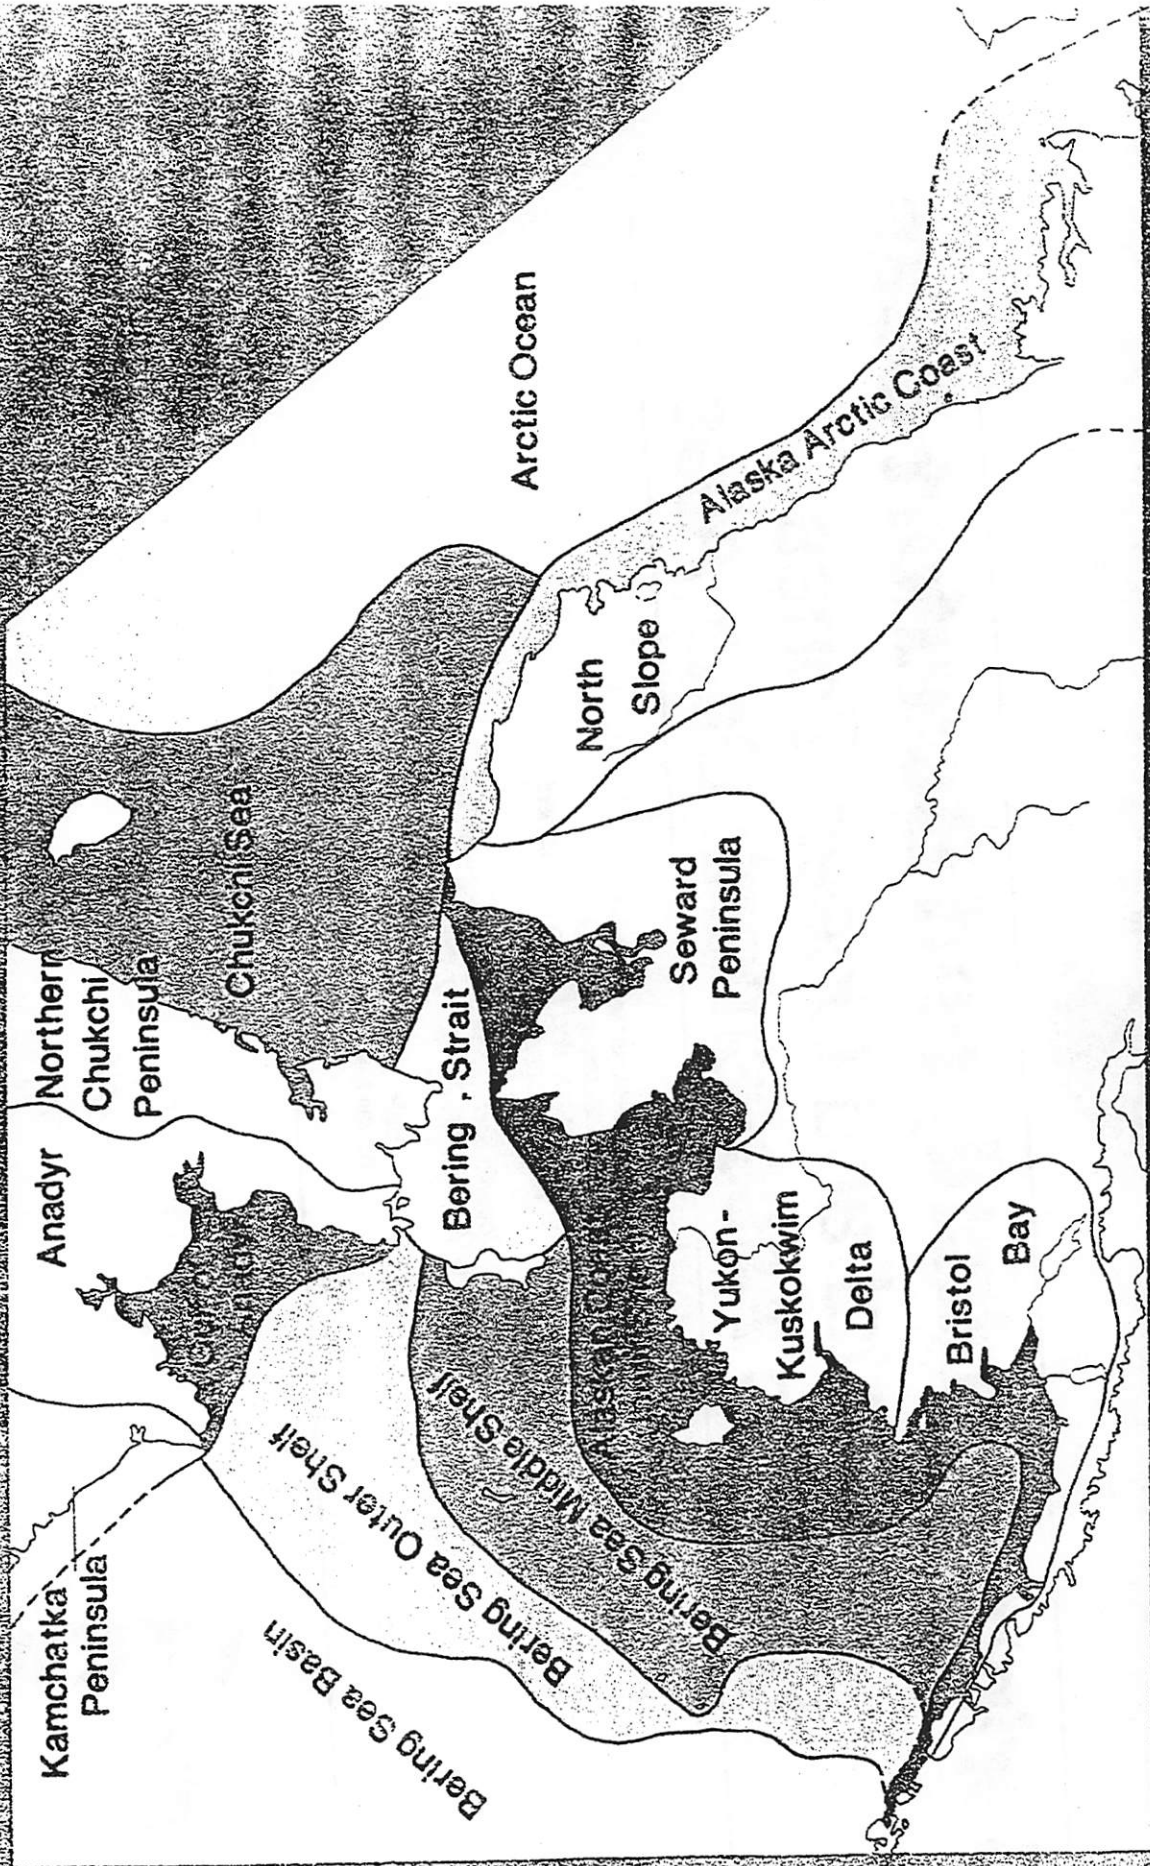 Kamchatka
Peninsula
Anadyr
Northern
Chukchi
Peninsula
Chukchi Sea
Arctic Ocean
Alaska Arctic Coast
North
Slope
Seward
Peninsula
Bering Strait
Bering Sea Outer Shelf
Bering Sea Middle Shelf
Bering Sea Basin
Alaskan
Yukon-
Kuskokwim
Delta
Bristol
Bay